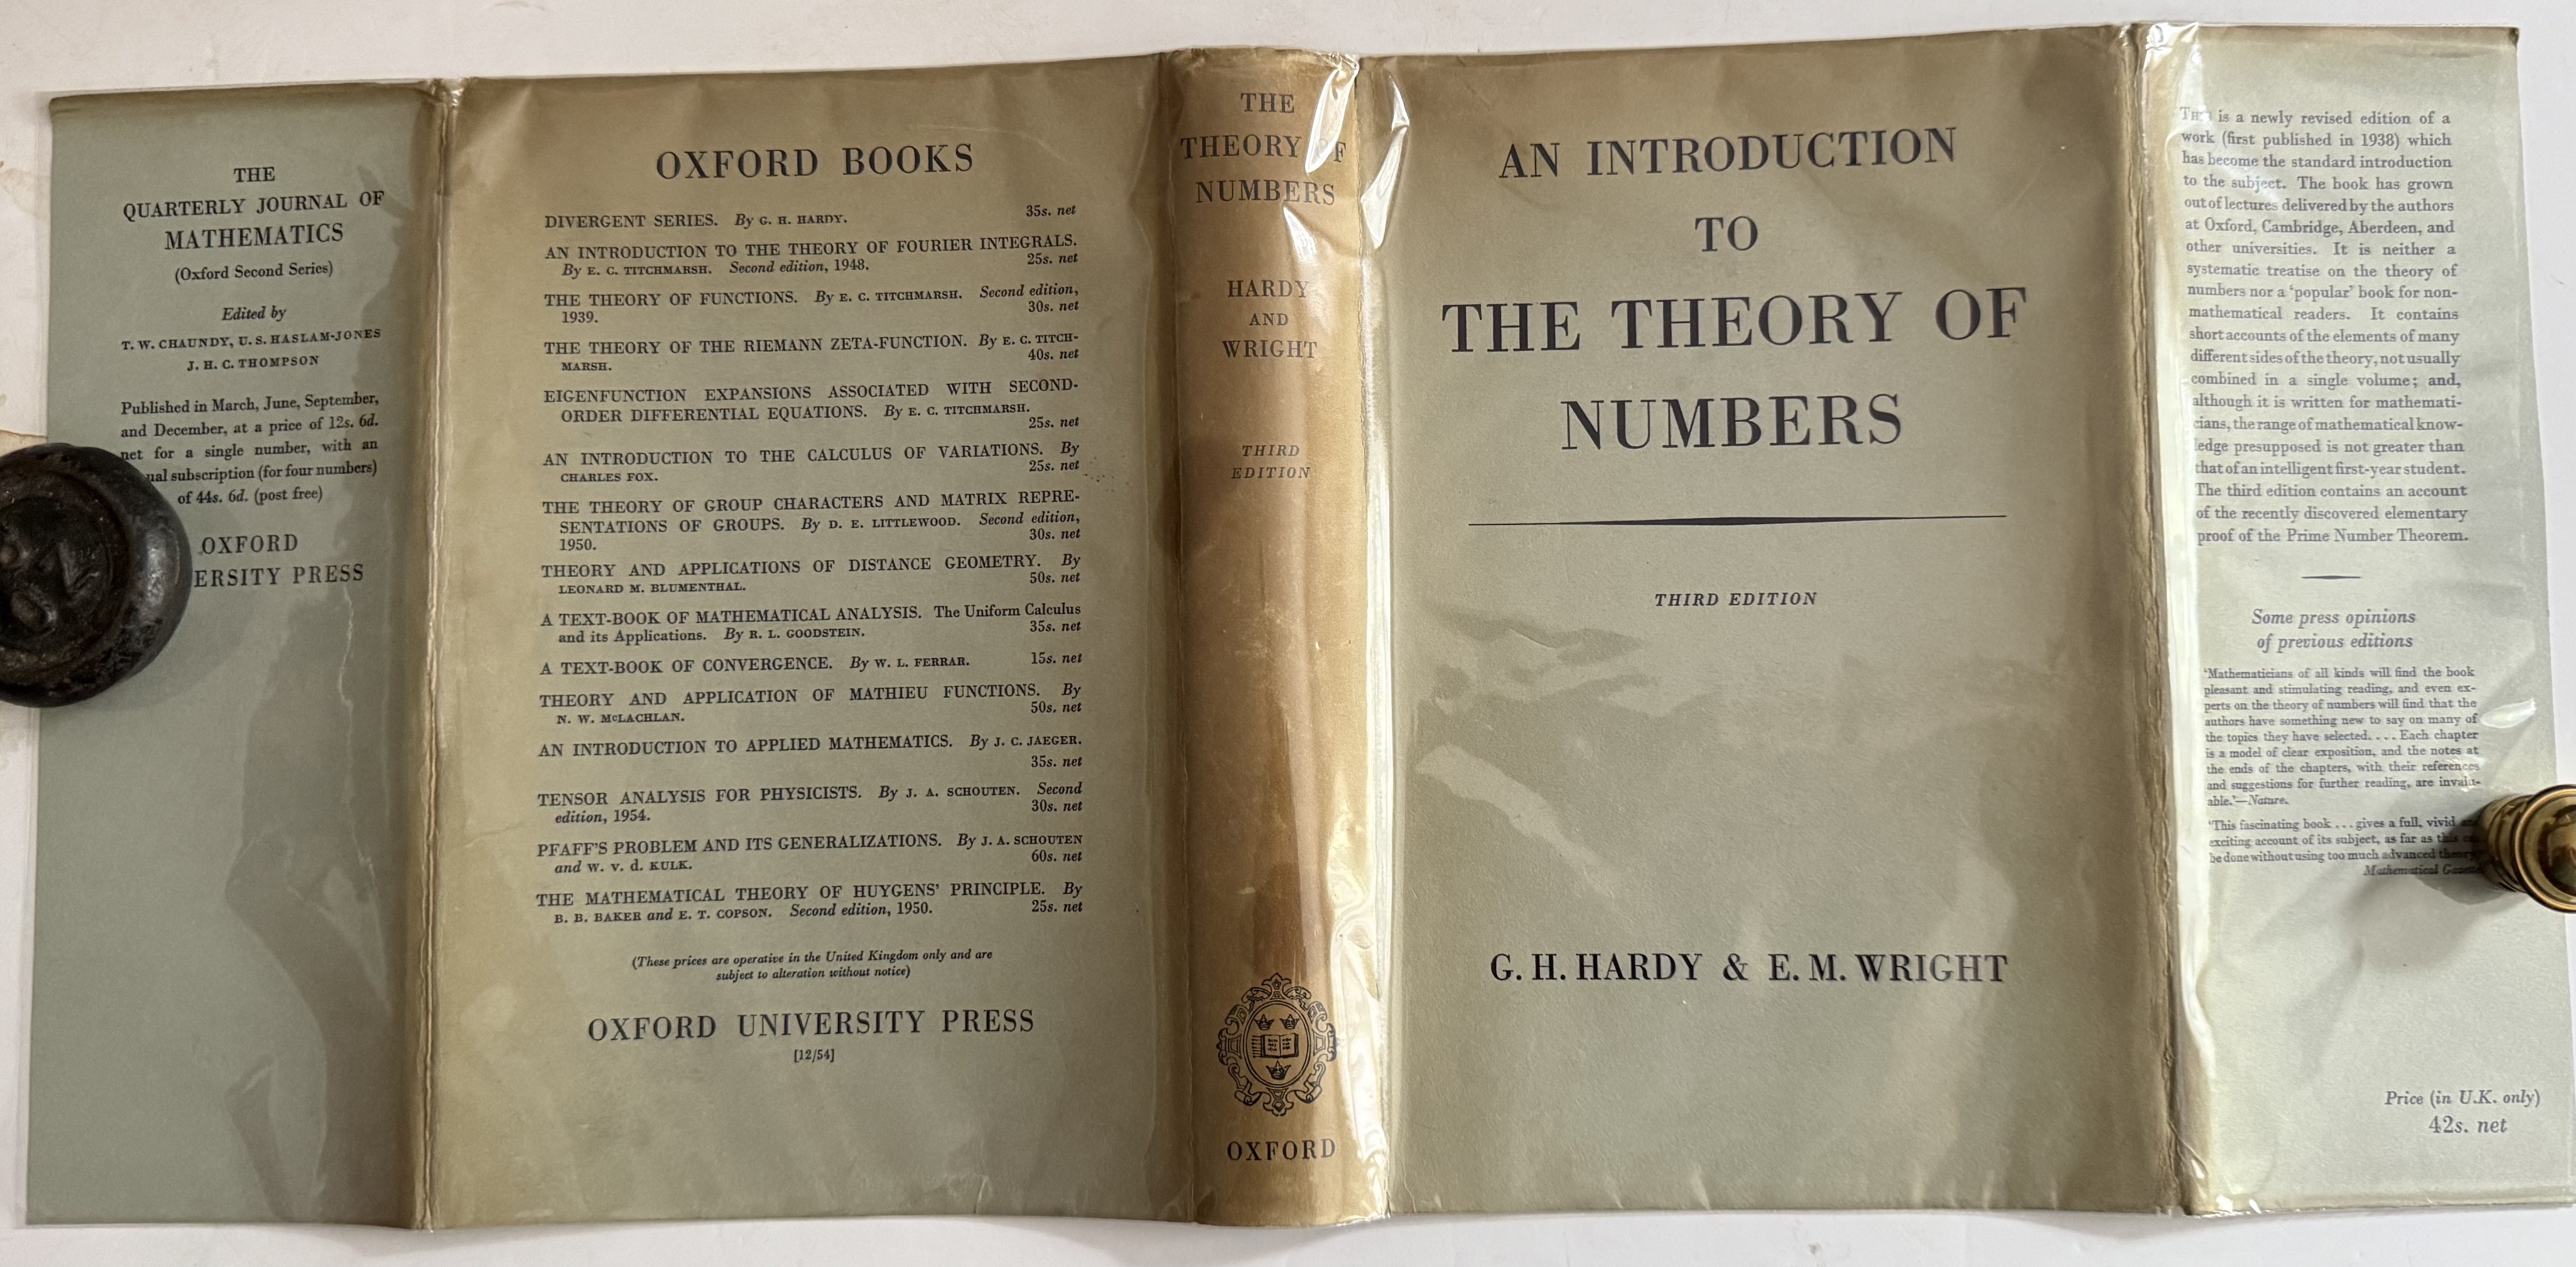 THE
QUARTERLY JOURNAL OF
MATHEMATICS
(Oxford Second Series)
Edited by
T. W. CHAUNDY, U. S. HASLAM-JONES
J. H. C. THOMPSON
Published in March, June, September,
and December, at a price of 12s. 6d.
net for a single number, with an
subscription (for four numbers)
of 44s. 6d. (post free)
OXFORD
PRESS
OXFORD BOOKS
DIVERGENT SERIES. By G. H. HARDY. 35s. net
AN INTRODUCTION TO THE THEORY OF FOURIER INTEGRALS.
By E. C. TITCHMARSH. Second edition, 1948. 25s. net
THE THEORY OF FUNCTIONS. By E. C. TITCHMARSH. Second edition,
1939. 30s. net
THE THEORY OF THE RIEMANN ZETA-FUNCTION. By E. C. TITCH-
MARSH. 40s. net
EIGENFUNCTION EXPANSIONS ASSOCIATED WITH SECOND-
ORDER DIFFERENTIAL EQUATIONS. By E. C. TITCHMARSH.
25s. net
AN INTRODUCTION TO THE CALCULUS OF VARIATIONS. By
CHARLES FOX. 25s. net
THE THEORY OF GROUP CHARACTERS AND MATRIX REPRE-
SENTATIONS OF GROUPS. By D. E. LITTLEWOOD. Second edition,
1950. 30s. net
THEORY AND APPLICATIONS OF DISTANCE GEOMETRY. By
LEONARD M. BLUMENTHAL. 50s. net
A TEXT-BOOK OF MATHEMATICAL ANALYSIS. The Uniform Calculus
and its Applications. By R. L. GOODSTEIN. 35s. net
A TEXT-BOOK OF CONVERGENCE. By W. L. FERRAR. 15s. net
THEORY AND APPLICATION OF MATHIEU FUNCTIONS. By
N. W. McLACHLAN. 50s. net
AN INTRODUCTION TO APPLIED MATHEMATICS. By J. C. JAEGER.
35s. net
TENSOR ANALYSIS FOR PHYSICISTS. By J. A. SCHOUTEN. Second
edition, 1954. 30s. net
PFAFF'S PROBLEM AND ITS GENERALIZATIONS. By J. A. SCHOUTEN
and W. v. d. KULK. 60s. net
THE MATHEMATICAL THEORY OF HUYGENS' PRINCIPLE. By
B. B. BAKER and E. T. COPSON. Second edition, 1950. 25s. net
(These prices are operative in the United Kingdom only and are
subject to alteration without notice)
OXFORD UNIVERSITY PRESS
[12/54]
THE
THEORY OF
NUMBERS
HARDY
AND
WRIGHT
THIRD
EDITION
OXFORD
AN INTRODUCTION
TO
THE THEORY OF
NUMBERS
THIRD EDITION
G. H. HARDY & E. M. WRIGHT
THIS is a newly revised edition of a
work (first published in 1938) which
has become the standard introduction
to the subject. The book has grown
out of lectures delivered by the authors
at Oxford, Cambridge, Aberdeen, and
other universities. It is neither a
systematic treatise on the theory of
numbers nor a 'popular' book for non-
mathematical readers. It contains
short accounts of the elements of many
different sides of the theory, not usually
combined in a single volume; and,
although it is written for mathemati-
cians, the range of mathematical know-
ledge presupposed is not greater than
that of an intelligent first-year student.
The third edition contains an account
of the recently discovered elementary
proof of the Prime Number Theorem.
Some press opinions
of previous editions
'Mathematicians of all kinds will find the book
pleasant and stimulating reading, and even ex-
perts on the theory of numbers will find that the
authors have something new to say on many of
the topics they have selected. . . . Each chapter
is a model of clear exposition, and the notes at
the ends of the chapters, with their references
and suggestions for further reading, are invalu-
able.'—Nature.
'This fascinating book . . . gives a full, vivid
exciting account of its subject, as far as this
be done without using too much advanced theory
Mathematical Gazette
Price (in U.K. only)
42s. net